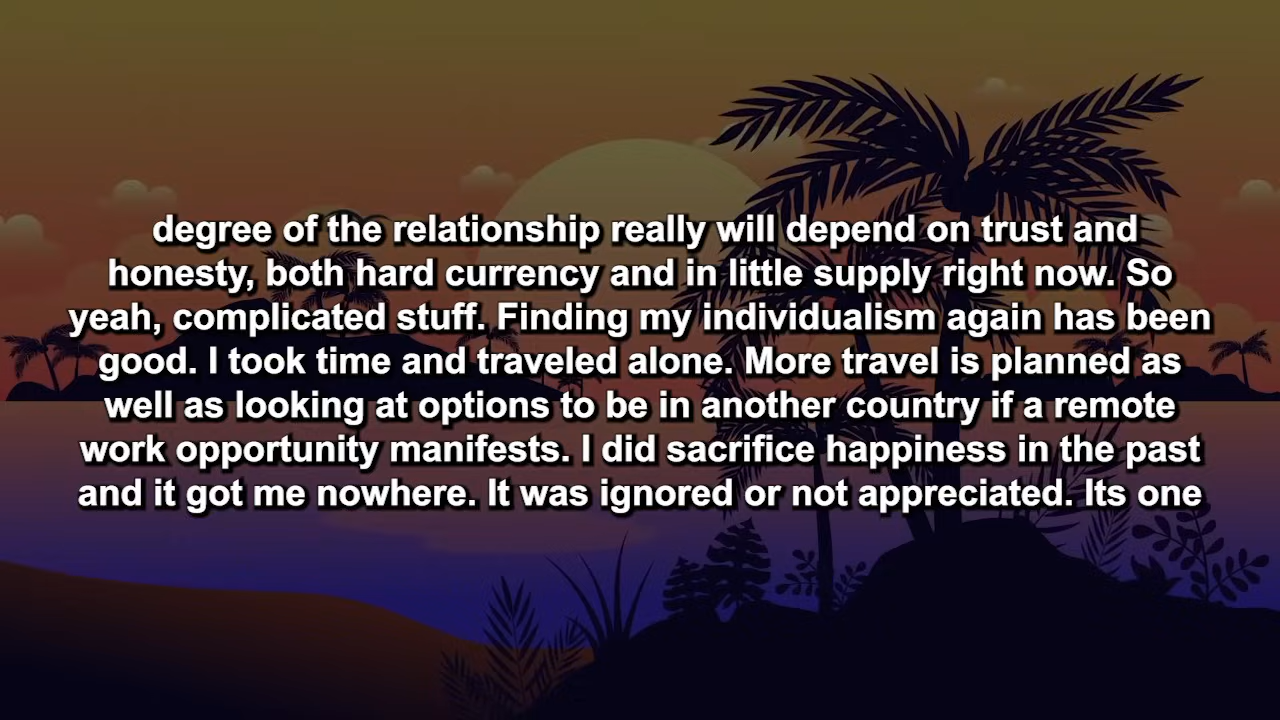 degree of the relationship really will depend on trust and
honesty, both hard currency and in little supply right now. So
yeah, complicated stuff. Finding my individualism again has been
good. I took time and traveled alone. More travel is planned as
well as looking at options to be in another country if a remote
work opportunity manifests. I did sacrifice happiness in the past
and it got me nowhere. It was ignored or not appreciated. Its one